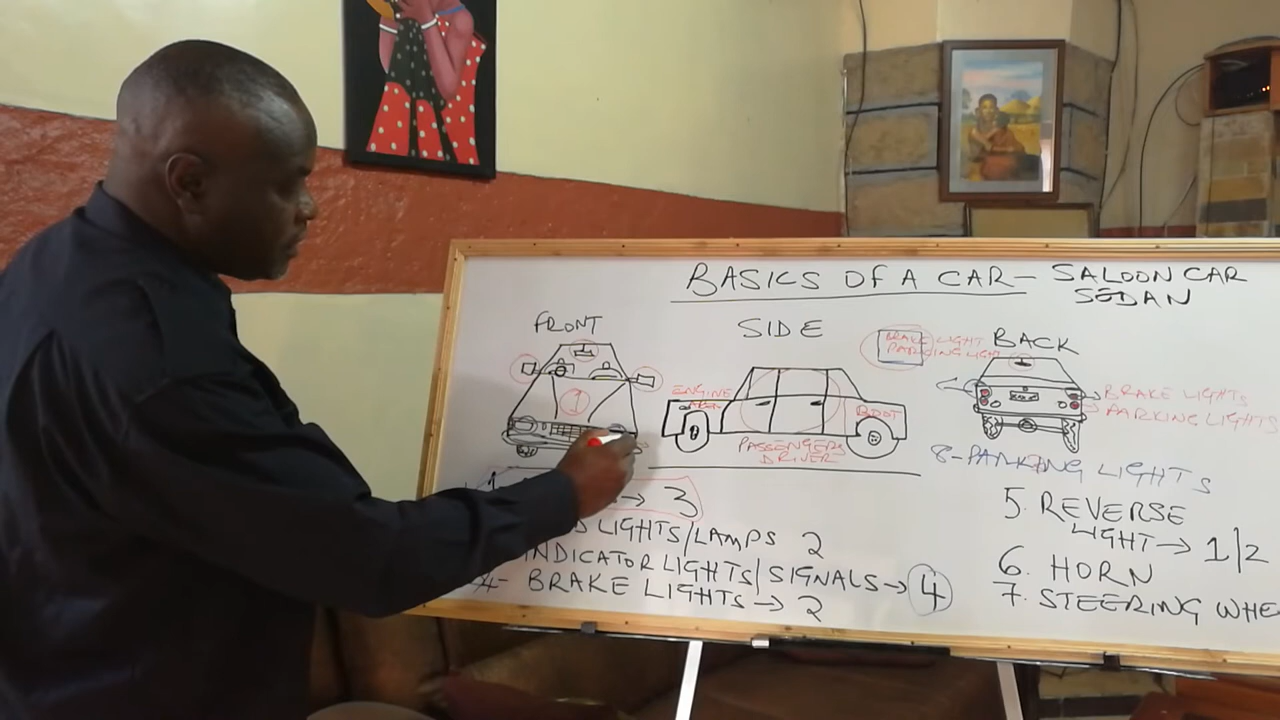 BASICS OF A CAR - SALOON CAR
SEDAN
FRONT
SIDE
BACK
BRAKE LIGHT
PARKING LIGHT
1
ENGINE
BOOT
PASSENGERS
DRIVER
BRAKE LIGHTS
PARKING LIGHTS
8-PARKING LIGHTS
1
→ 3
LIGHTS/LAMPS 2
INDICATOR LIGHTS/SIGNALS → 4
4- BRAKE LIGHTS → 2
5. REVERSE
LIGHT → 1/2
6. HORN
7. STEERING WHE